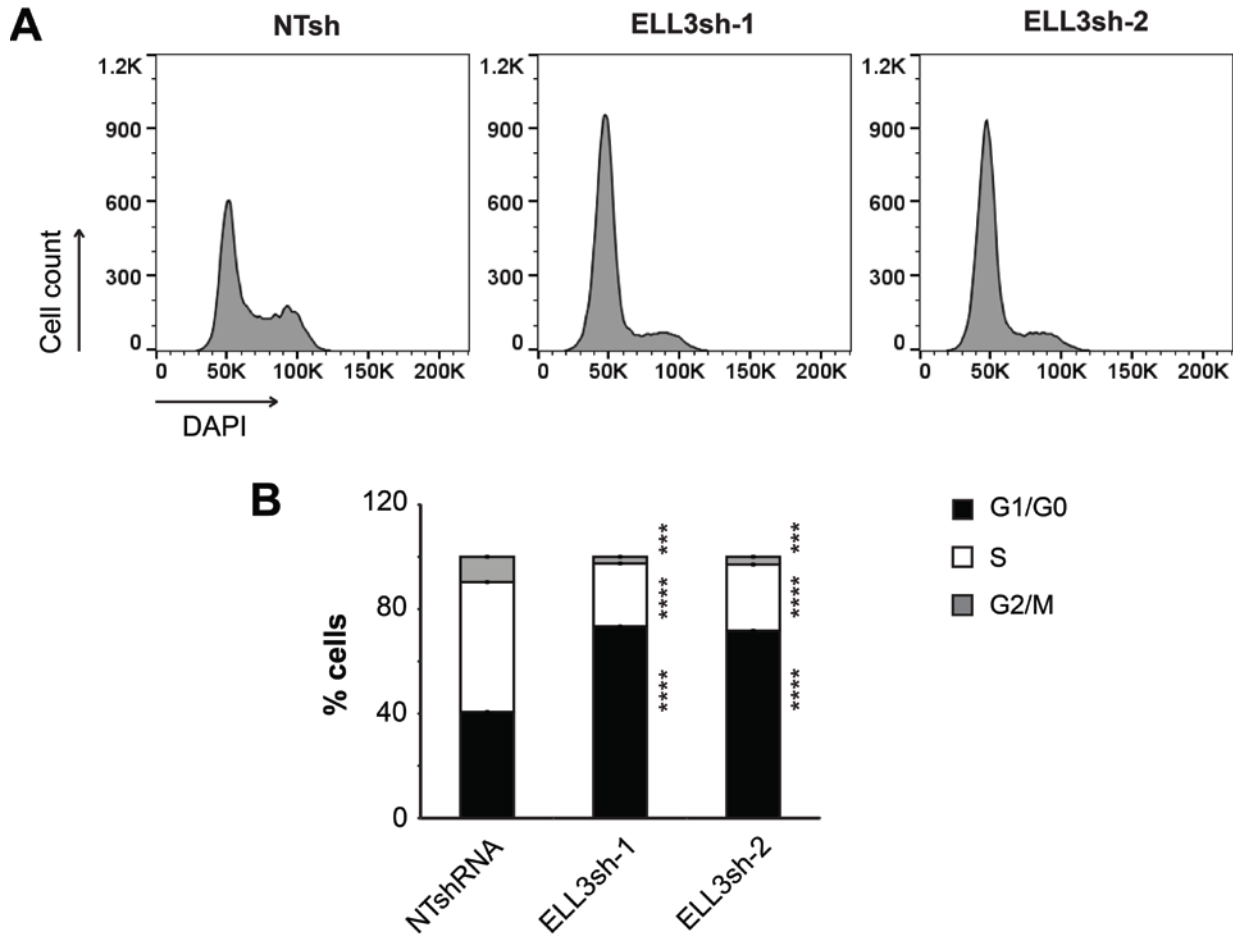 A
NTsh
ELL3sh-1
ELL3sh-2
1.2K
900
600
300
0
0 50K 100K 150K 200K
1.2K
900
600
300
0
0 50K 100K 150K 200K
1.2K
900
600
300
0
0 50K 100K 150K 200K
Cell count
DAPI
B
120
80
40
0
% cells
***
****
****
***
****
****
NTshRNA
ELL3sh-1
ELL3sh-2
G1/G0
S
G2/M